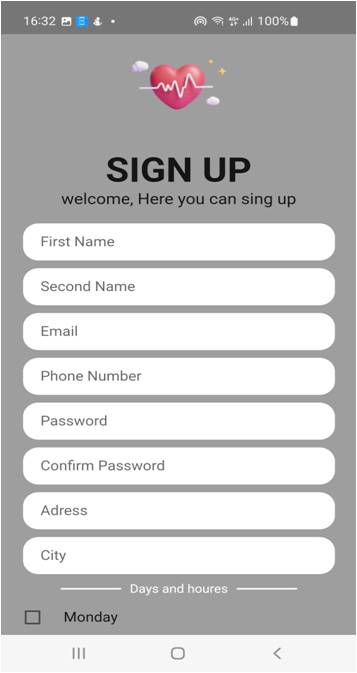 16:32 100%
SIGN UP
welcome, Here you can sing up
First Name
Second Name
Email
Phone Number
Password
Confirm Password
Adress
City
Days and houres
Monday